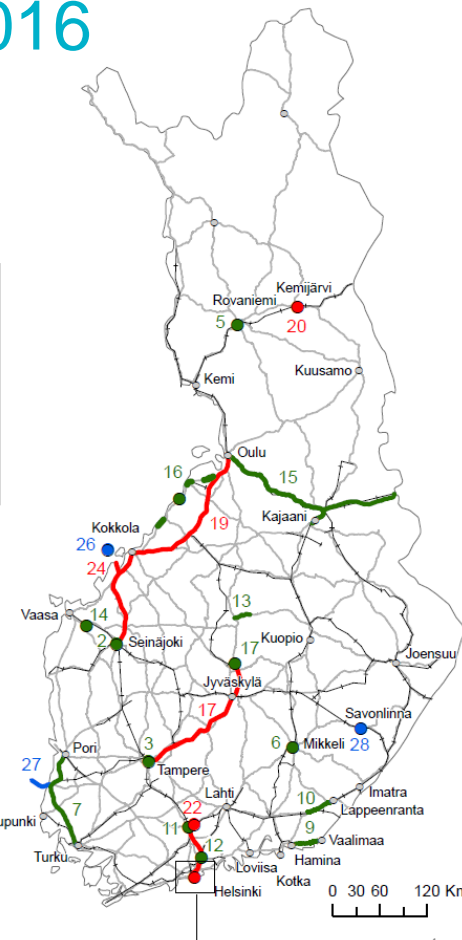 016
Kemijärvi
Rovaniemi
5
20
Kemi
Kuusamo
Oulu
16
15
19
Kajaani
Kokkola
26
24
Vaasa
14
13
2
Seinäjoki
Kuopio
17
Joensuu
Jyväskylä
17
Savonlinna
Pori
3
6
Mikkeli
28
27
Tampere
Imatra
Lahti
10
Lappeenranta
22
7
upunki
11
9
Vaalimaa
12
Turku
Hamina
Loviisa
Kotka
Helsinki
0 30 60 120 Km